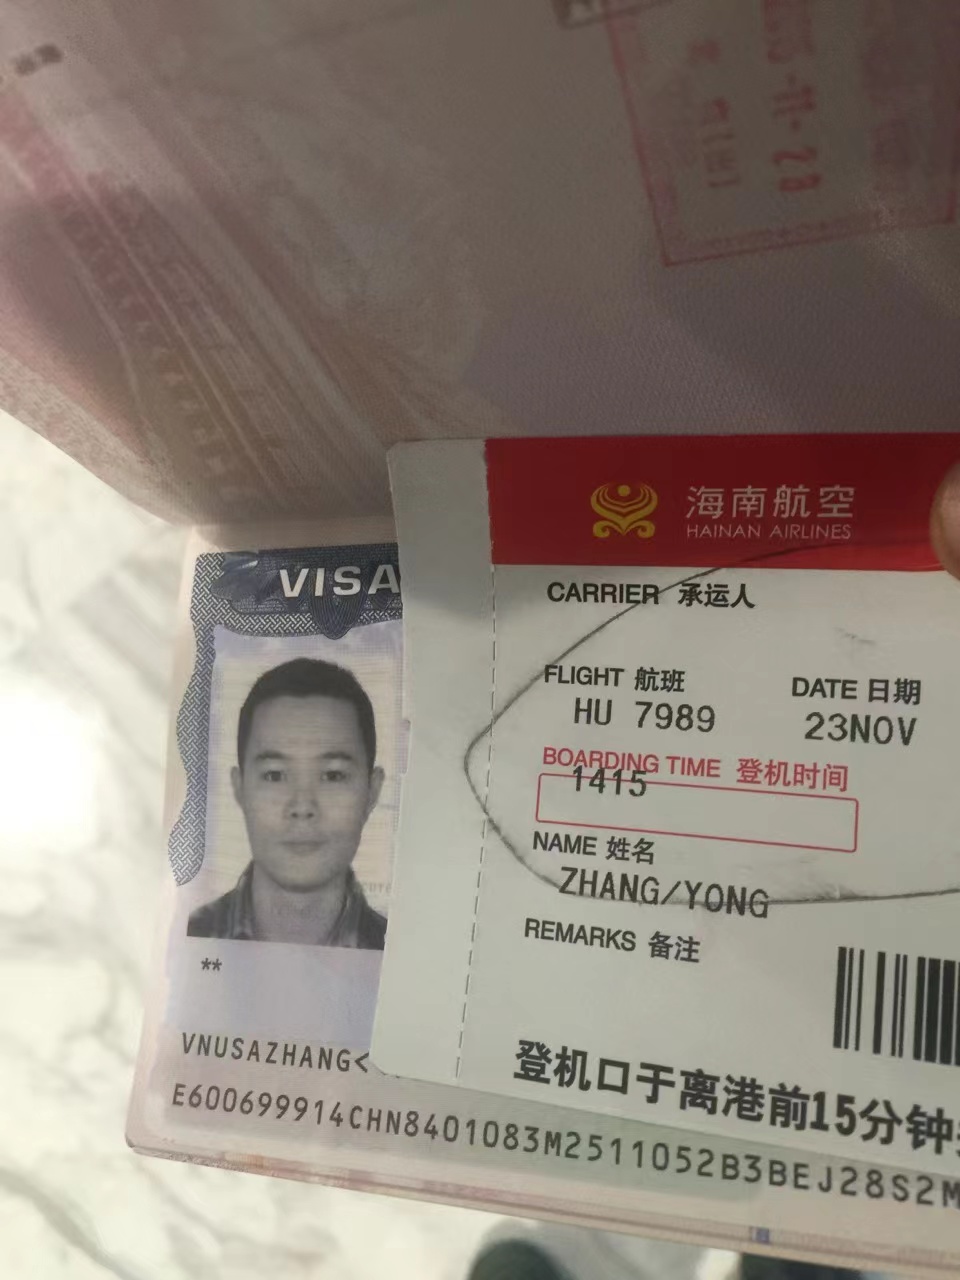 VISA
海南航空
HAINAN AIRLINES
CARRIER 承运人
FLIGHT 航班
DATE 日期
HU 7989
23NOV
BOARDING TIME 登机时间
1415
NAME 姓名
ZHANG/YONG
REMARKS 备注
**
登机口于离港前15分钟
VNUSAZHANG<
E600699914CHN8401083M2511052B3BEJ28S2M